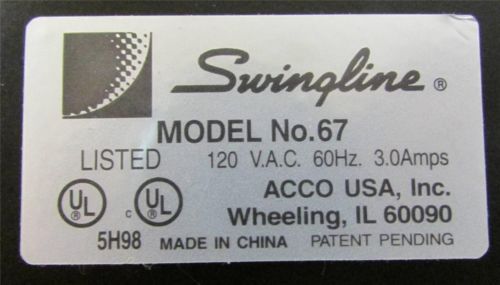 Swingline ®
MODEL No.67
LISTED 120 V.A.C. 60Hz. 3.0Amps
UL c UL ACCO USA, Inc.
Wheeling, IL 60090
5H98 MADE IN CHINA PATENT PENDING